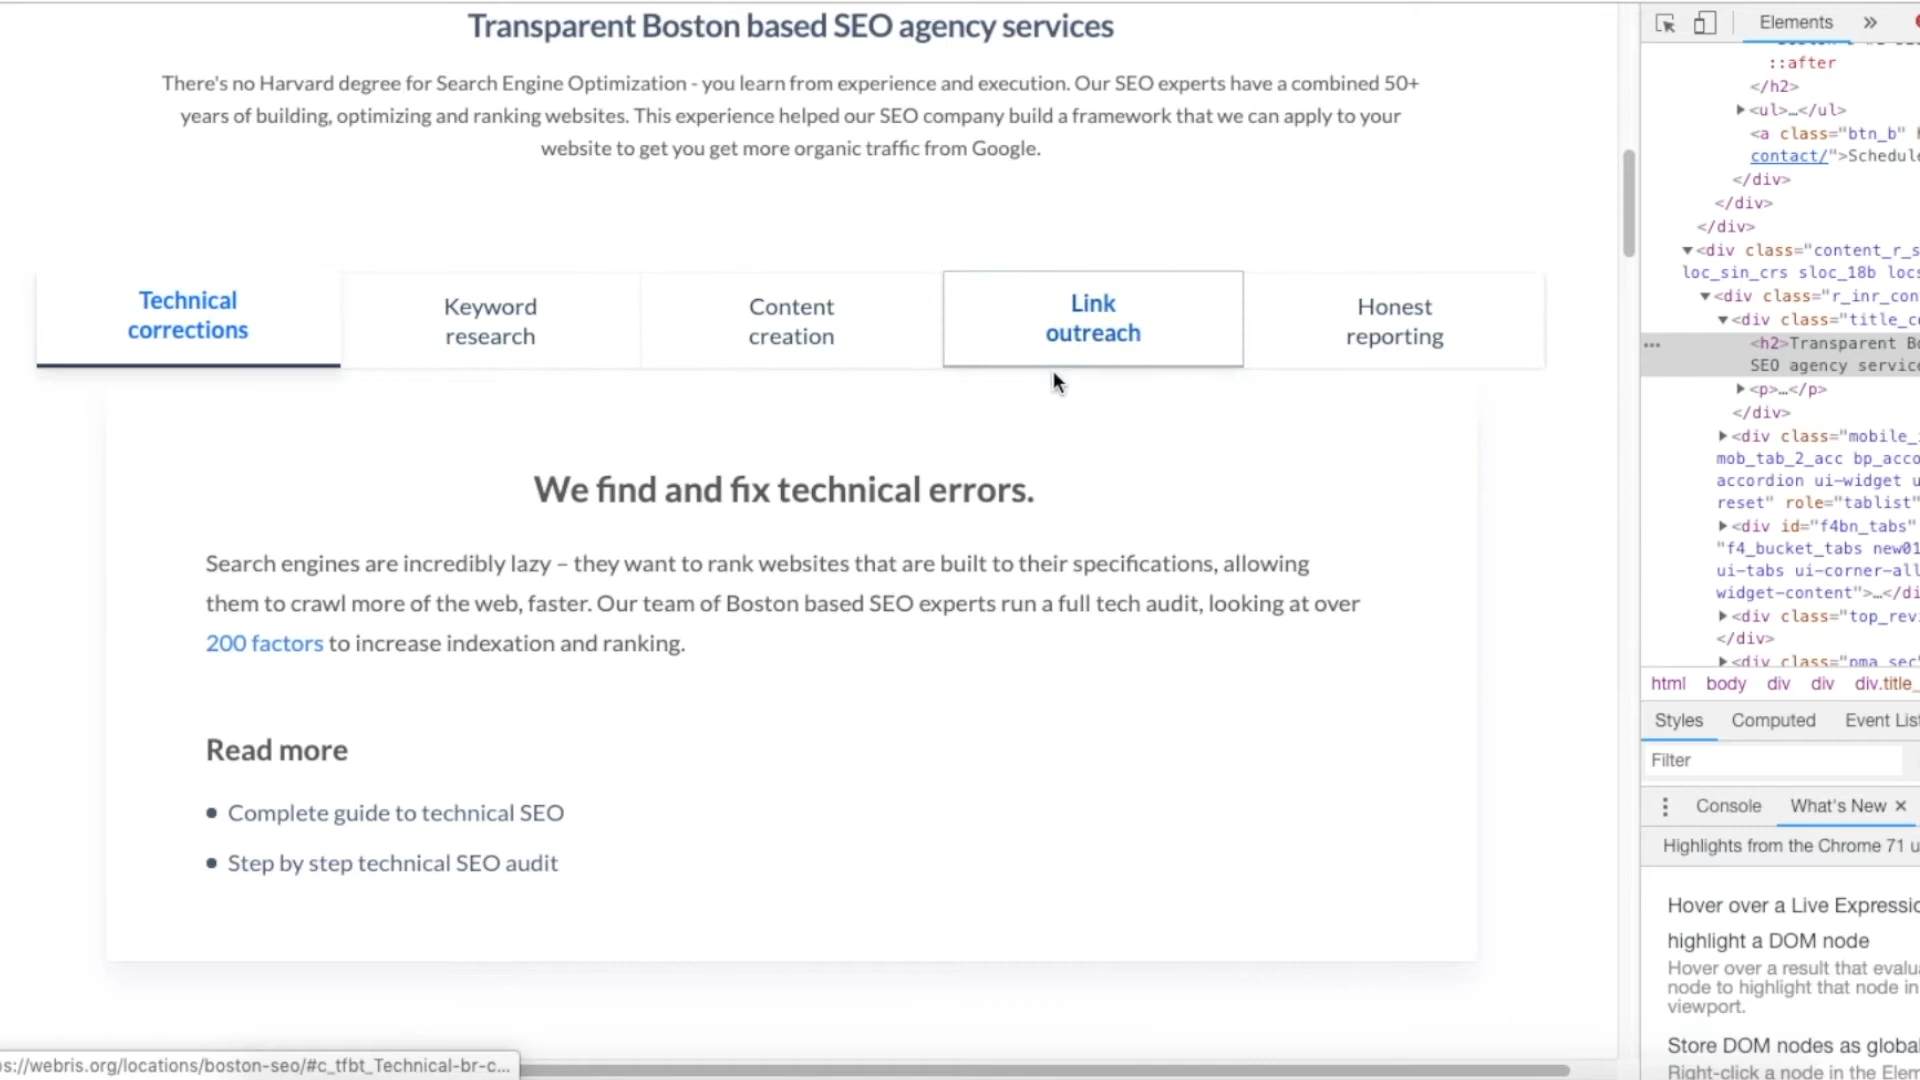 Transparent Boston based SEO agency services
There's no Harvard degree for Search Engine Optimization - you learn from experience and execution. Our SEO experts have a combined 50+
years of building, optimizing and ranking websites. This experience helped our SEO company build a framework that we can apply to your
website to get you get more organic traffic from Google.
Technical
corrections
Keyword
research
Content
creation
Link
outreach
Honest
reporting
We find and fix technical errors.
Search engines are incredibly lazy – they want to rank websites that are built to their specifications, allowing
them to crawl more of the web, faster. Our team of Boston based SEO experts run a full tech audit, looking at over
200 factors to increase indexation and ranking.
Read more
• Complete guide to technical SEO
• Step by step technical SEO audit
s://webris.org/locations/boston-seo/#c_tfbt_Technical-br-c...
Elements »
::after
</h2>
▶<ul>…</ul>
<a class="btn_b"
contact/">Schedule
</div>
</div>
</div>
▼<div class="content_r_s
loc_sin_crs sloc_18b locs
▼<div class="r_inr_con
▼<div class="title_c
... <h2>Transparent Bo
SEO agency service
▶<p>…</p>
</div>
▶<div class="mobile_
mob_tab_2_acc bp_acco
accordion ui-widget u
reset" role="tablist"
▶<div id="f4bn_tabs"
"f4_bucket_tabs new01
ui-tabs ui-corner-all
widget-content">…</di
▶<div class="top_rev
</div>
▶<div class="pma_sec"
html body div div div.title_
Styles Computed Event List
Filter
⋮ Console What's New ×
Highlights from the Chrome 71 u
Hover over a Live Expressio
highlight a DOM node
Hover over a result that evalua
node to highlight that node in
viewport.
Store DOM nodes as global
Right-click a node in the Elem